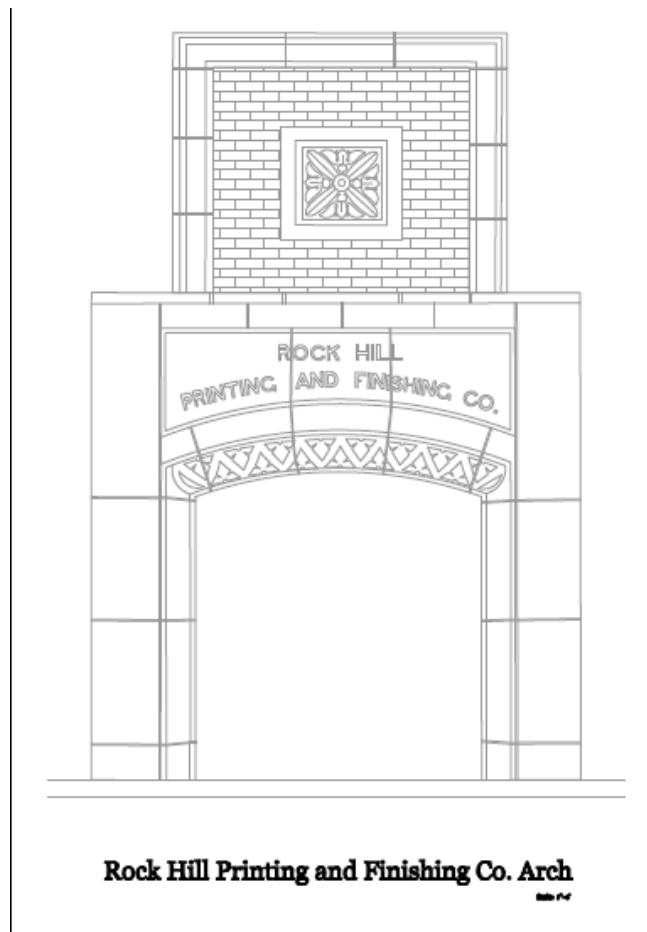 ROCK HILL
PRINTING AND FINISHING CO.
Rock Hill Printing and Finishing Co. Arch